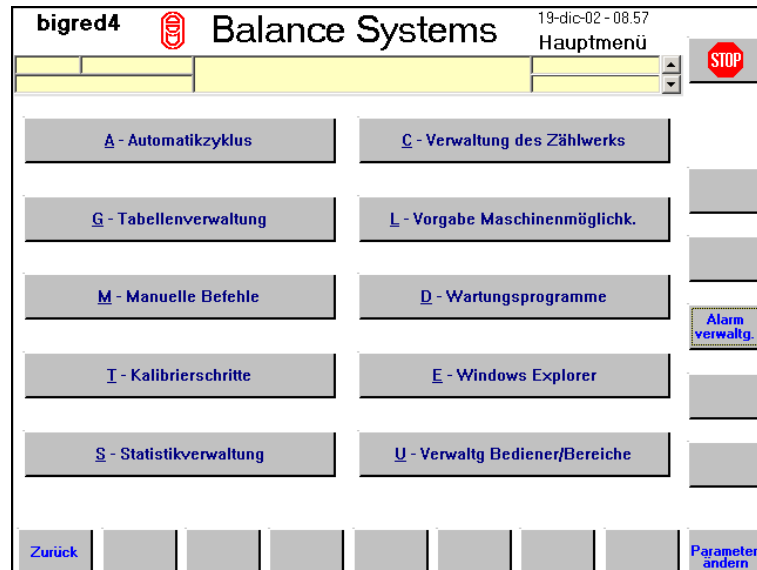 bigred4
Balance Systems
19-dic-02 - 08.57
Hauptmenü
STOP
A - Automatikzyklus
C - Verwaltung des Zählwerks
G - Tabellenverwaltung
L - Vorgabe Maschinenmöglichk.
M - Manuelle Befehle
D - Wartungsprogramme
Alarm
verwaltg.
T - Kalibrierschritte
E - Windows Explorer
S - Statistikverwaltung
U - Verwaltg Bediener/Bereiche
Zurück
Parameter
ändern